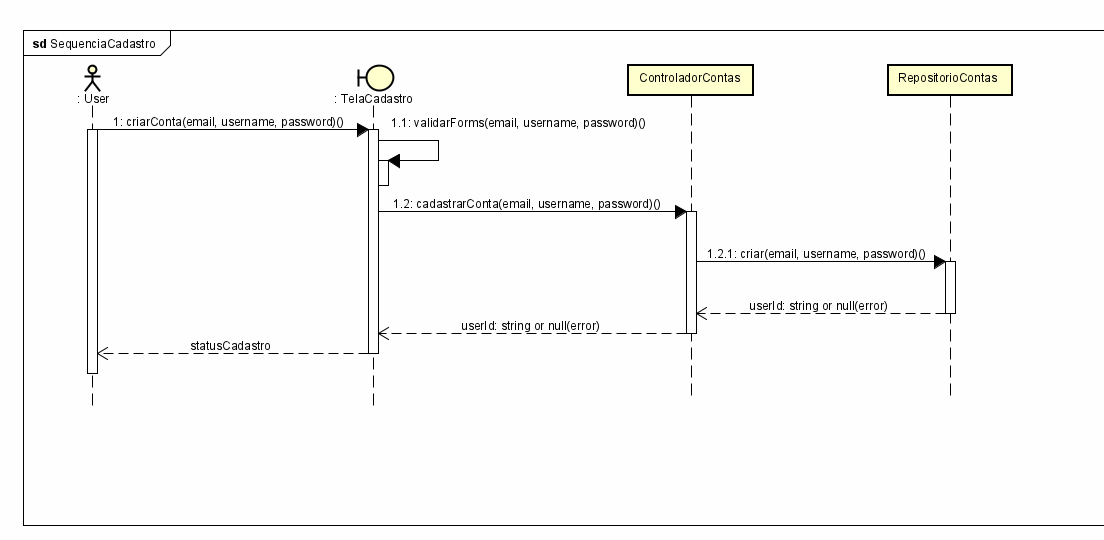 sd SequenciaCadastro
: User
: TelaCadastro
ControladorContas
RepositorioContas
1: criarConta(email, username, password)()
1.1: validarForms(email, username, password)()
1.2: cadastrarConta(email, username, password)()
1.2.1: criar(email, username, password)()
userId: string or null(error)
userId: string or null(error)
statusCadastro